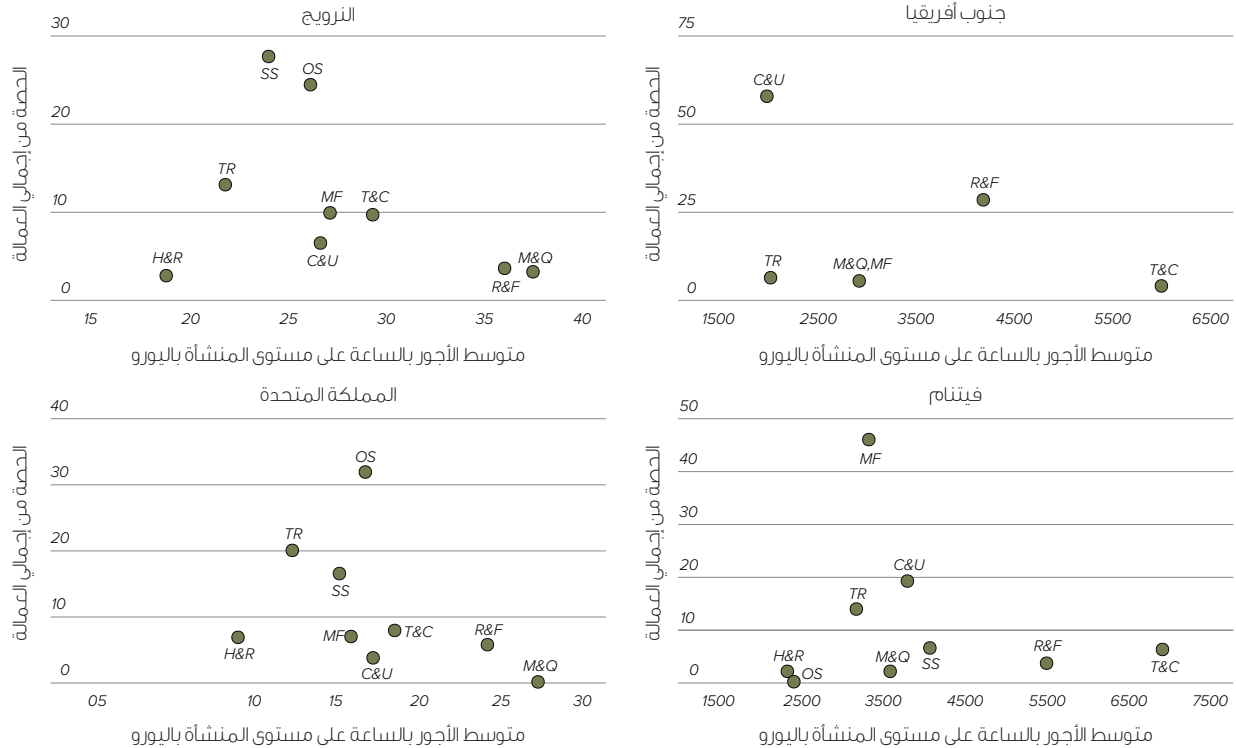 النرويج
الحصة من إجمالي العمالة
30
20
10
0
SS
OS
TR
MF
T&C
C&U
H&R
M&Q
R&F
15 20 25 30 35 40
متوسط الأجور بالساعة على مستوى المنشأة باليورو
جنوب أفريقيا
الحصة من إجمالي العمالة
75
50
25
0
C&U
R&F
TR
M&Q,MF
T&C
1500 2500 3500 4500 5500 6500
متوسط الأجور بالساعة على مستوى المنشأة باليورو
المملكة المتحدة
الحصة من إجمالي العمالة
40
30
20
10
0
OS
TR
SS
MF
T&C
R&F
H&R
C&U
M&Q
05 10 15 20 25 30
متوسط الأجور بالساعة على مستوى المنشأة باليورو
فيتنام
الحصة من إجمالي العمالة
50
40
30
20
10
0
MF
C&U
TR
H&R
OS
M&Q
SS
R&F
T&C
1500 2500 3500 4500 5500 6500 7500
متوسط الأجور بالساعة على مستوى المنشأة باليورو